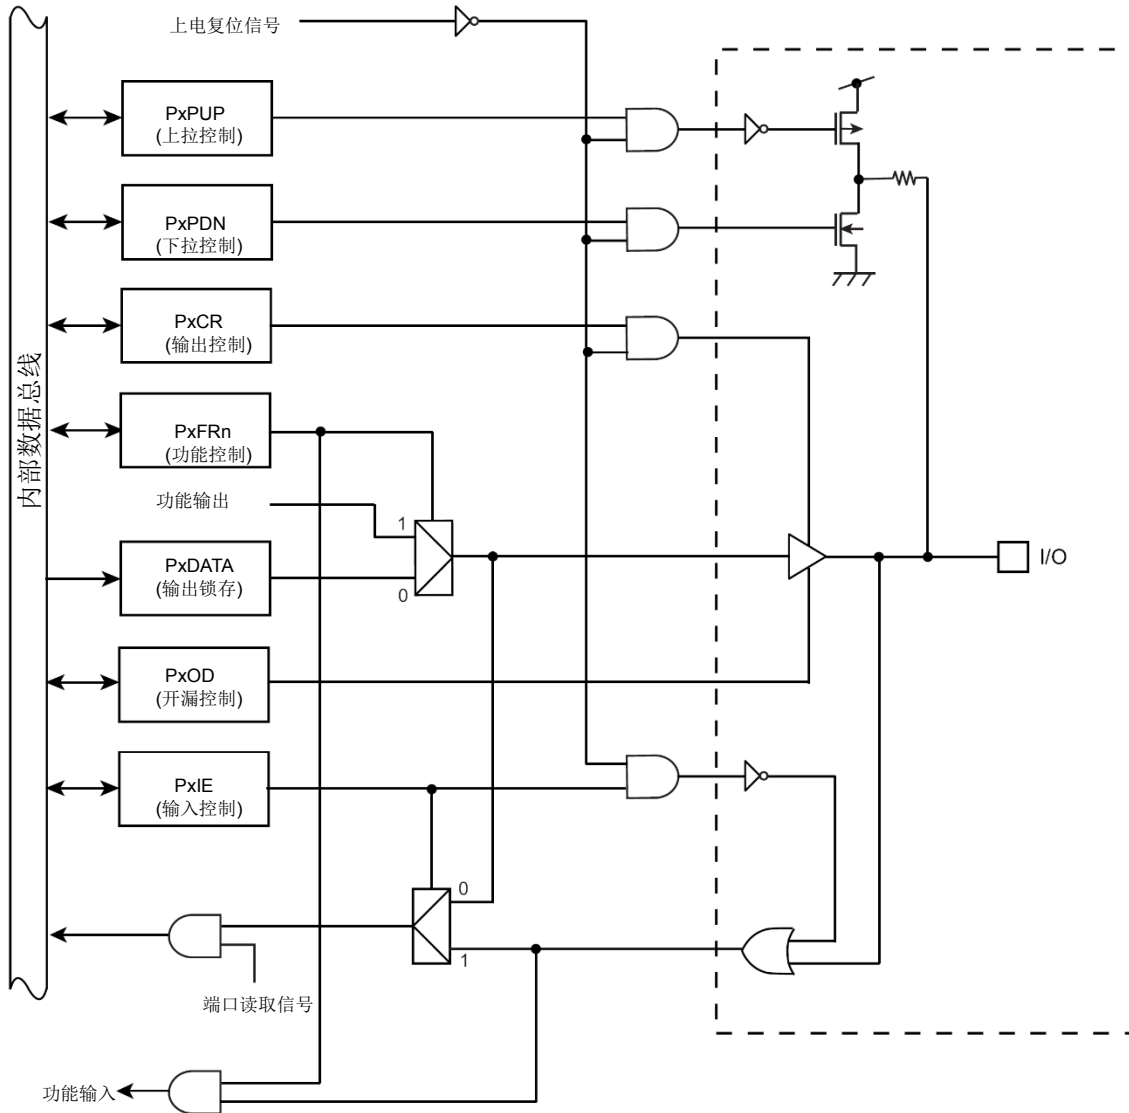 上电复位信号
PxPUP
(上拉控制)
PxPDN
(下拉控制)
PxCR
(输出控制)
内部数据总线
PxFRn
(功能控制)
功能输出
1
0
PxDATA
(输出锁存)
I/O
PxOD
(开漏控制)
PxIE
(输入控制)
0
1
端口读取信号
功能输入